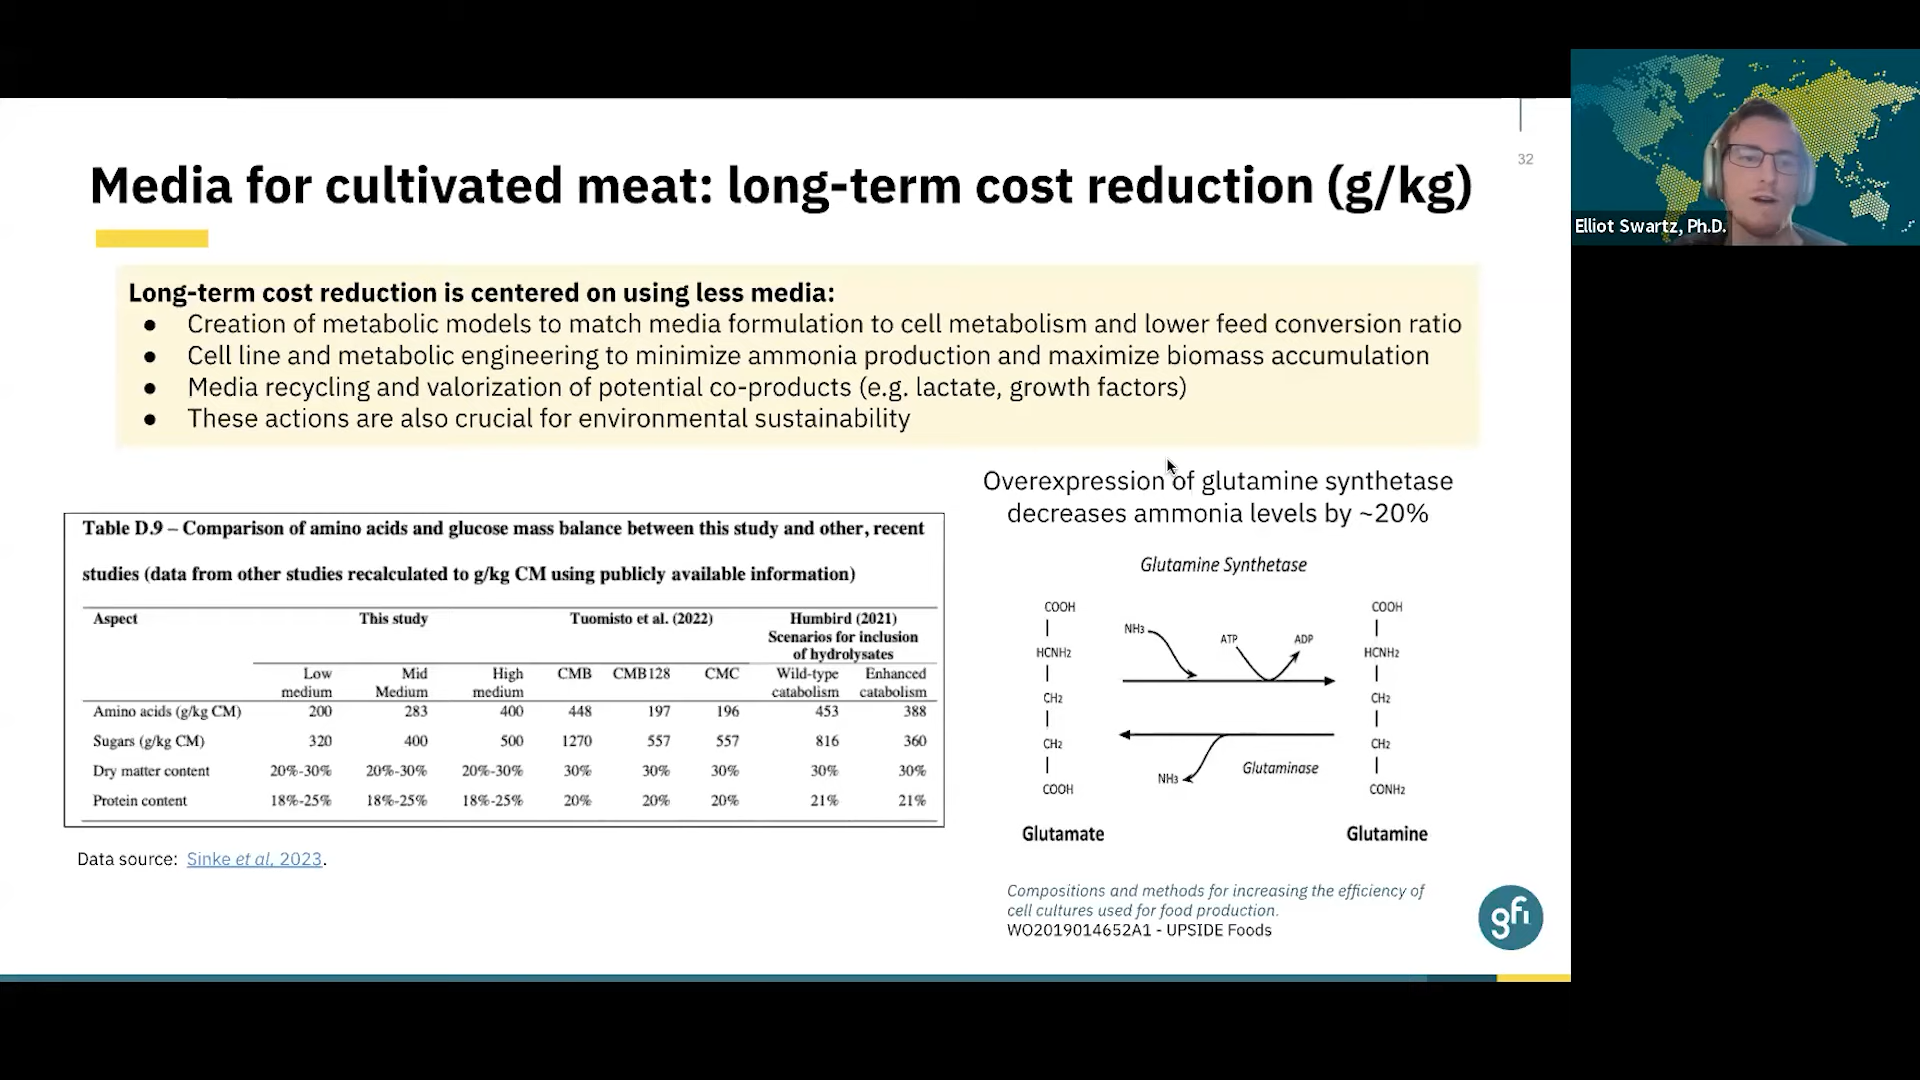 32
Media for cultivated meat: long-term cost reduction (g/kg)
Long-term cost reduction is centered on using less media:
● Creation of metabolic models to match media formulation to cell metabolism and lower feed conversion ratio
● Cell line and metabolic engineering to minimize ammonia production and maximize biomass accumulation
● Media recycling and valorization of potential co-products (e.g. lactate, growth factors)
● These actions are also crucial for environmental sustainability
Table D.9 – Comparison of amino acids and glucose mass balance between this study and other, recent
studies (data from other studies recalculated to g/kg CM using publicly available information)
Aspect This study Tuomisto et al. (2022) Humbird (2021)
Scenarios for inclusion
of hydrolysates
Low Mid High CMB CMB128 CMC Wild-type Enhanced
medium Medium medium catabolism catabolism
Amino acids (g/kg CM) 200 283 400 448 197 196 453 388
Sugars (g/kg CM) 320 400 500 1270 557 557 816 360
Dry matter content 20%-30% 20%-30% 20%-30% 30% 30% 30% 30% 30%
Protein content 18%-25% 18%-25% 18%-25% 20% 20% 20% 21% 21%
Data source: Sinke et al, 2023.
Overexpression of glutamine synthetase
decreases ammonia levels by ~20%
Glutamine Synthetase
COOH COOH
NH3 ATP ADP
HCNH2 HCNH2
CH2 CH2
CH2 CH2
NH3 Glutaminase
COOH CONH2
Glutamate Glutamine
Compositions and methods for increasing the efficiency of
cell cultures used for food production.
WO2019014652A1 - UPSIDE Foods
gfi
Elliot Swartz, Ph.D.